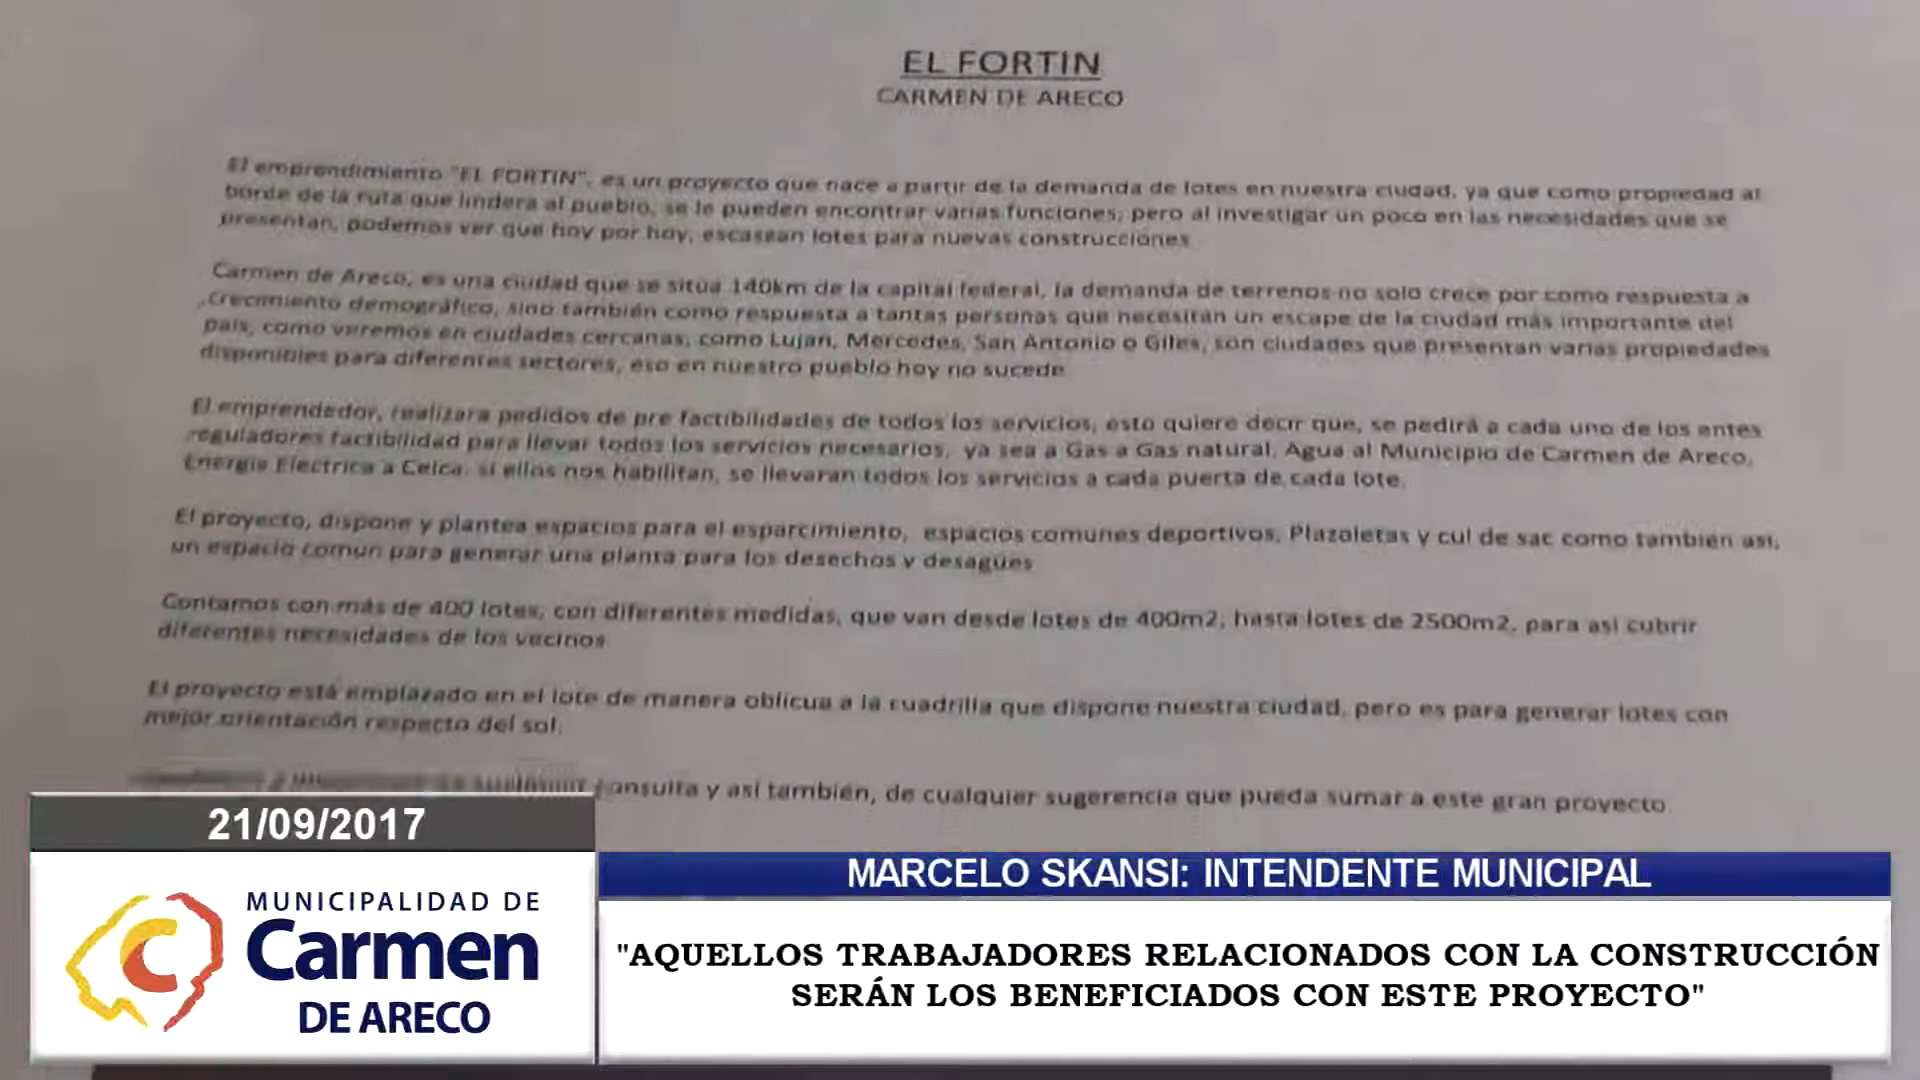 EL FORTIN
CARMEN DE ARECO
El emprendimiento "EL FORTIN", es un proyecto que nace a partir de la demanda de lotes en nuestra ciudad, ya que como propiedad al
borde de la ruta que lindera al pueblo, se le pueden encontrar varias funciones, pero al investigar un poco en las necesidades que se
presentan, podemos ver que hoy por hoy, escasean lotes para nuevas construcciones
Carmen de Areco, es una ciudad que se sitúa 140km de la capital federal, la demanda de terrenos no solo crece por como respuesta a
Crecimiento demográfico, sino también como respuesta a tantas personas que necesitan un escape de la ciudad más importante del
país, como veremos en ciudades cercanas, como Lujan, Mercedes, San Antonio o Giles, son ciudades que presentan varias propiedades
disponibles para diferentes sectores, eso en nuestro pueblo hoy no sucede
El emprendedor, realizara pedidos de pre factibilidades de todos los servicios, esto quiere decir que, se pedirá a cada uno de los entes
reguladores factibilidad para llevar todos los servicios necesarios, ya sea a Gas a Gas natural, Agua al Municipio de Carmen de Areco,
Energía Electrica a Celca, si ellos nos habilitan, se llevaran todos los servicios a cada puerta de cada lote.
El proyecto, dispone y plantea espacios para el esparcimiento, espacios comunes deportivos, Plazoletas y cul de sac como también asi,
un espacio comun para generar una planta para los desechos y desagües
Contamos con más de 400 lotes, con diferentes medidas, que van desde lotes de 400m2, hasta lotes de 2500m2, para asi cubrir
diferentes necesidades de los vecinos
El proyecto está emplazado en el lote de manera oblicua a la cuadrilla que dispone nuestra ciudad, pero es para generar lotes con
mejor orientación respecto del sol.
consulta y así también, de cualquier sugerencia que pueda sumar a este gran proyecto
21/09/2017
MUNICIPALIDAD DE
Carmen
DE ARECO
MARCELO SKANSI: INTENDENTE MUNICIPAL
"AQUELLOS TRABAJADORES RELACIONADOS CON LA CONSTRUCCIÓN
SERÁN LOS BENEFICIADOS CON ESTE PROYECTO"